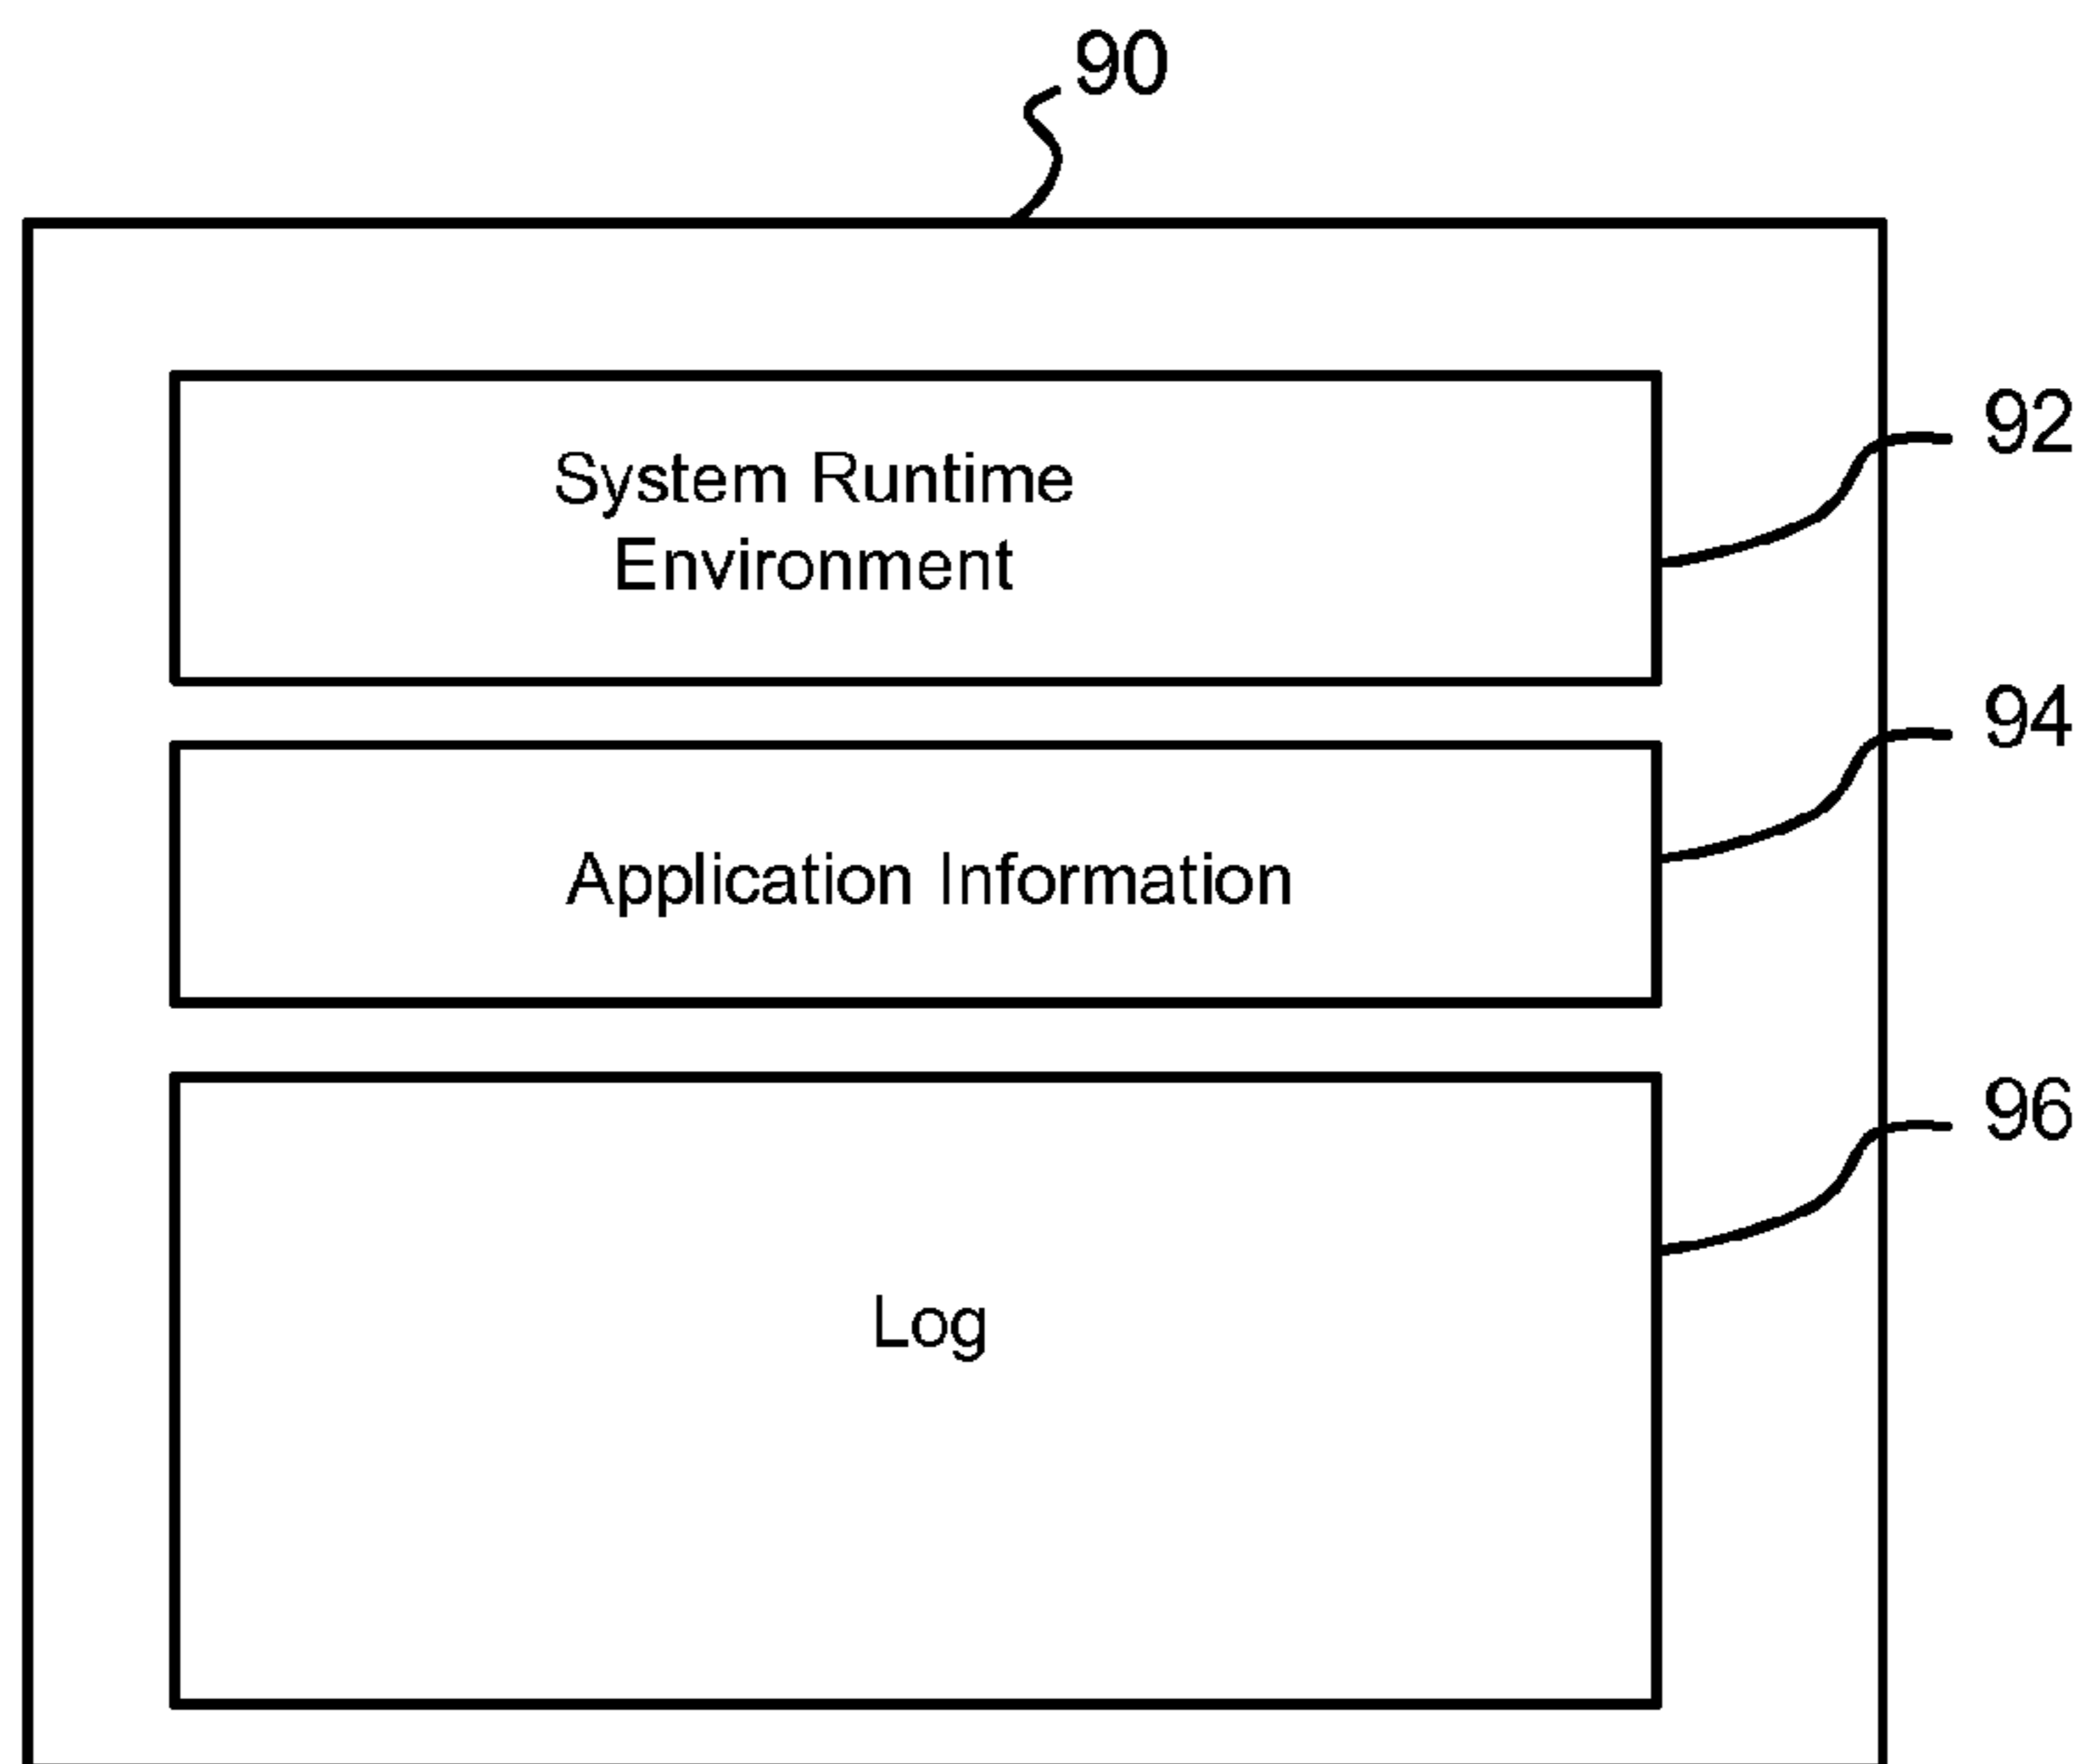 90
System Runtime
Environment
92
Application Information
94
Log
96